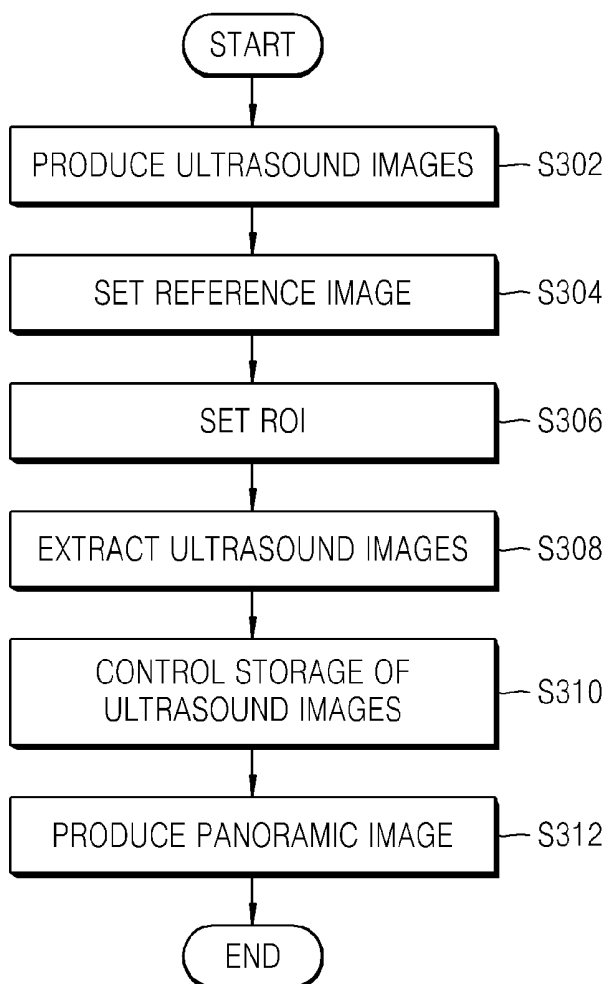 START
PRODUCE ULTRASOUND IMAGES
S302
SET REFERENCE IMAGE
S304
SET ROI
S306
EXTRACT ULTRASOUND IMAGES
S308
CONTROL STORAGE OF
ULTRASOUND IMAGES
S310
PRODUCE PANORAMIC IMAGE
S312
END